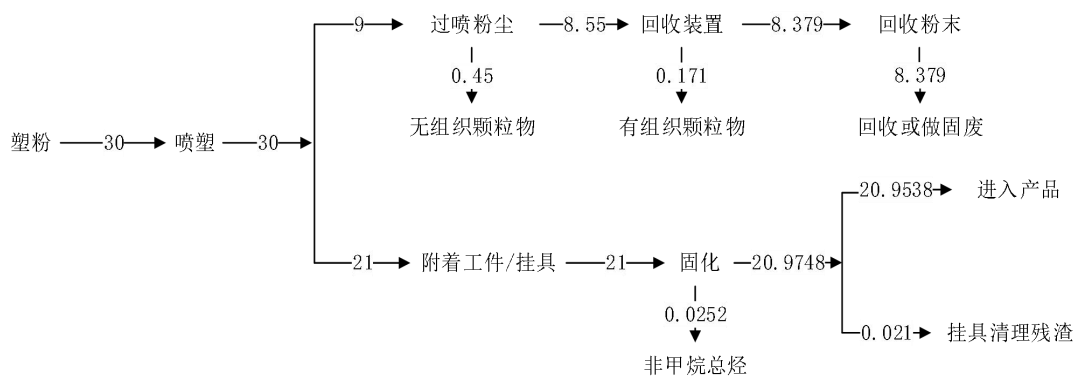 9
过喷粉尘
8.55
回收装置
8.379
回收粉末
0.45
0.171
8.379
无组织颗粒物
有组织颗粒物
回收或做固废
塑粉
30
喷塑
30
20.9538
进入产品
21
附着工件/挂具
21
固化
20.9748
0.0252
0.021
挂具清理残渣
非甲烷总烃